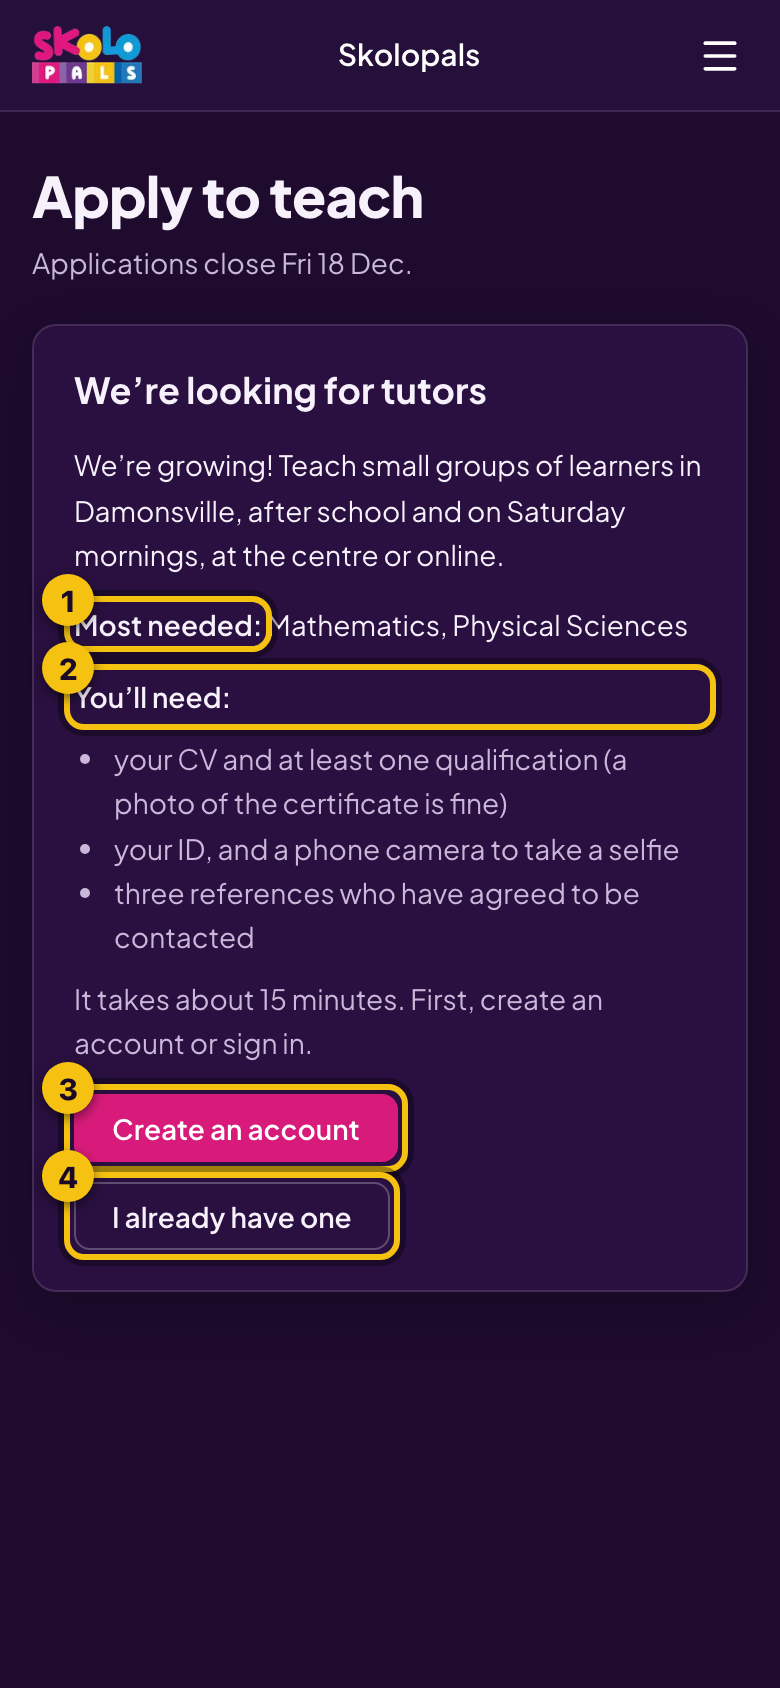 SKOLO
PALS
Skolopals
Apply to teach
Applications close Fri 18 Dec.
We’re looking for tutors
We’re growing! Teach small groups of learners in
Damonsville, after school and on Saturday
mornings, at the centre or online.
1
Most needed: Mathematics, Physical Sciences
2
You’ll need:
• your CV and at least one qualification (a
photo of the certificate is fine)
• your ID, and a phone camera to take a selfie
• three references who have agreed to be
contacted
It takes about 15 minutes. First, create an
account or sign in.
3
Create an account
4
I already have one